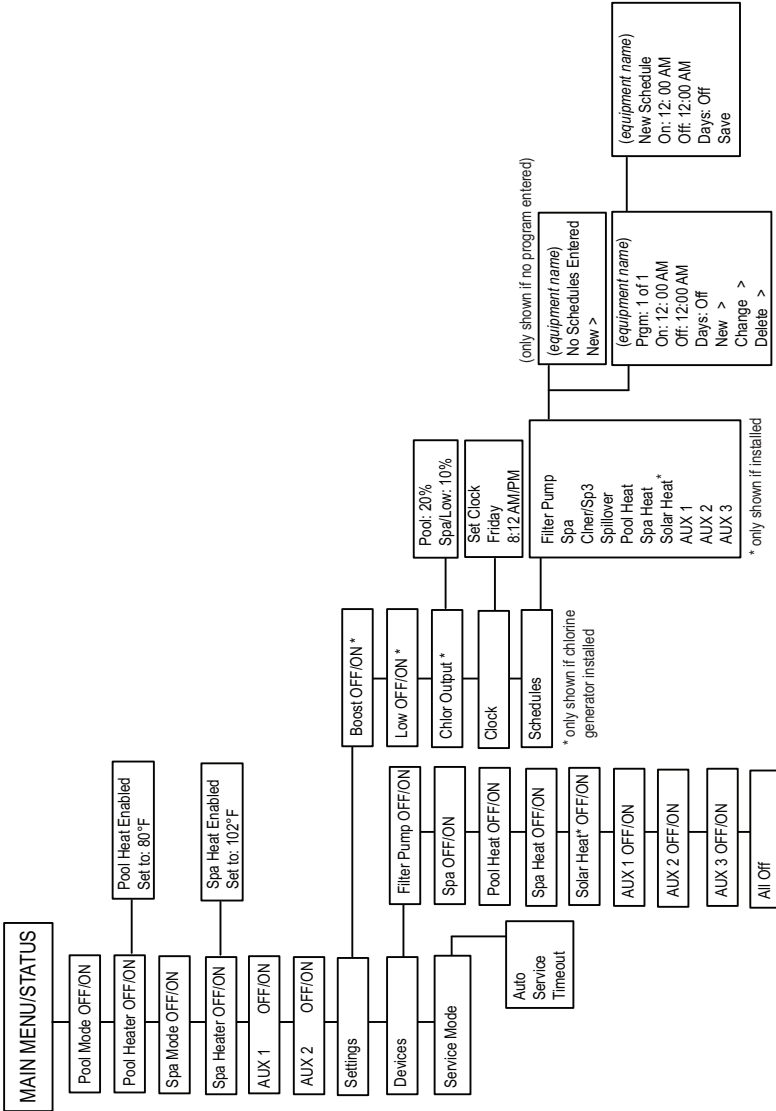 MAIN MENU/STATUS
Pool Mode OFF/ON
Pool Heater OFF/ON
Pool Heat Enabled
Set to: 80°F
Spa Mode OFF/ON
Spa Heater OFF/ON
Spa Heat Enabled
Set to: 102°F
AUX 1 OFF/ON
AUX 2 OFF/ON
Settings
Boost OFF/ON *
Low OFF/ON *
Chlor Output *
Pool: 20%
Spa/Low: 10%
Clock
Set Clock
Friday
8:12 AM/PM
Schedules
* only shown if chlorine
generator installed
Filter Pump
Spa
Clner/Sp3
Spillover
Pool Heat
Spa Heat
Solar Heat*
AUX 1
AUX 2
AUX 3
* only shown if installed
(only shown if no program entered)
(equipment name)
No Schedules Entered
New >
(equipment name)
Prgm: 1 of 1
On: 12: 00 AM
Off: 12:00 AM
Days: Off
New >
Change >
Delete >
(equipment name)
New Schedule
On: 12: 00 AM
Off: 12:00 AM
Days: Off
Save
Devices
Filter Pump OFF/ON
Spa OFF/ON
Pool Heat OFF/ON
Spa Heat OFF/ON
Solar Heat* OFF/ON
AUX 1 OFF/ON
AUX 2 OFF/ON
AUX 3 OFF/ON
All Off
Service Mode
Auto
Service
Timeout